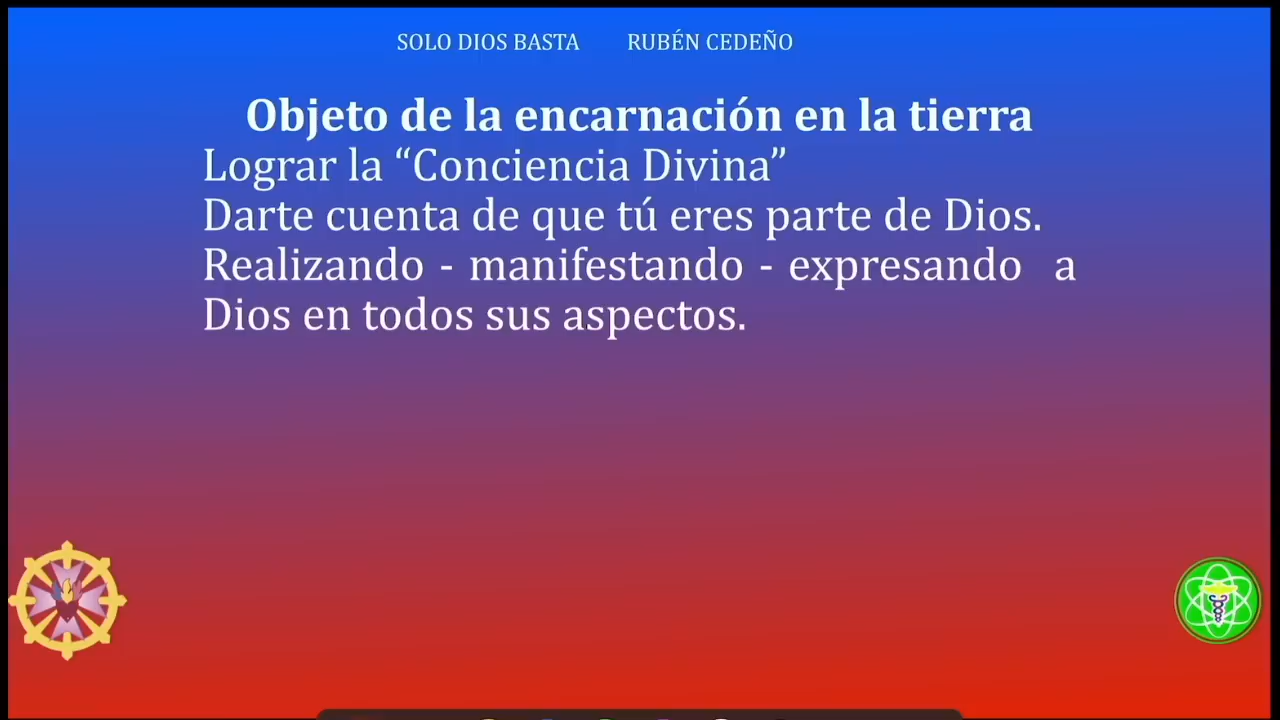 SOLO DIOS BASTA RUBÉN CEDEÑO
Objeto de la encarnación en la tierra
Lograr la “Conciencia Divina”
Darte cuenta de que tú eres parte de Dios.
Realizando - manifestando - expresando a
Dios en todos sus aspectos.